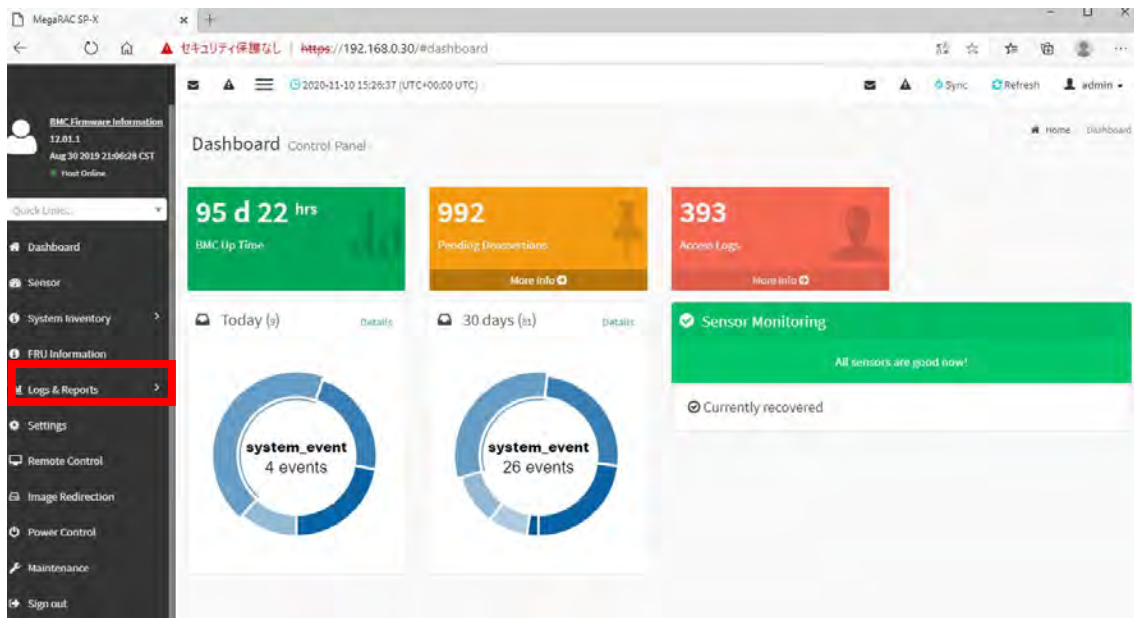 MegaRAC SP-X
セキュリティ保護なし | https://192.168.0.30/#dashboard
2020-11-10 15:26:37 (UTC+00:00 UTC)
Sync
Refresh
admin
BMC Firmware Information
12.01.1
Aug 30 2019 21:06:28 CST
Host Online
Quick Links...
Dashboard
Sensor
System Inventory
FRU Information
Logs & Reports
Settings
Remote Control
Image Redirection
Power Control
Maintenance
Sign out
Dashboard Control Panel
Home Dashboard
95 d 22 hrs
BMC Up Time
992
Pending Deassertions
More info
393
Access Logs
More info
Today (9) Details
system_event
4 events
30 days (81) Details
system_event
26 events
Sensor Monitoring
All sensors are good now!
Currently recovered